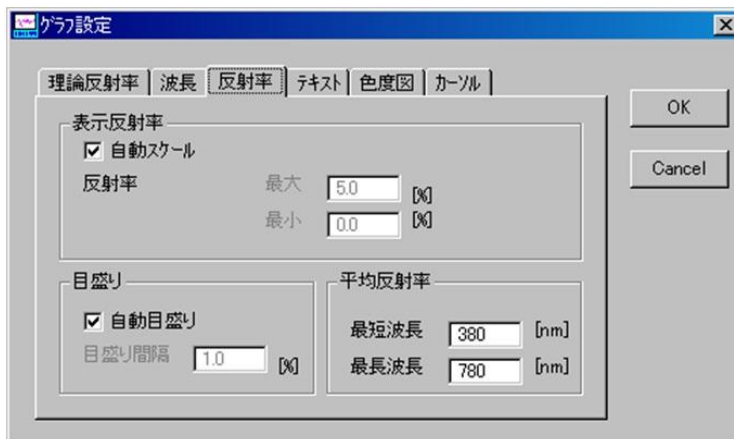 グラフ設定
理論反射率 波長 反射率 テキスト 色度図 カーソル
OK
Cancel
表示反射率
自動スケール
反射率 最大 5.0 [%]
最小 0.0 [%]
目盛り
自動目盛り
目盛り間隔 1.0 [%]
平均反射率
最短波長 380 [nm]
最長波長 780 [nm]